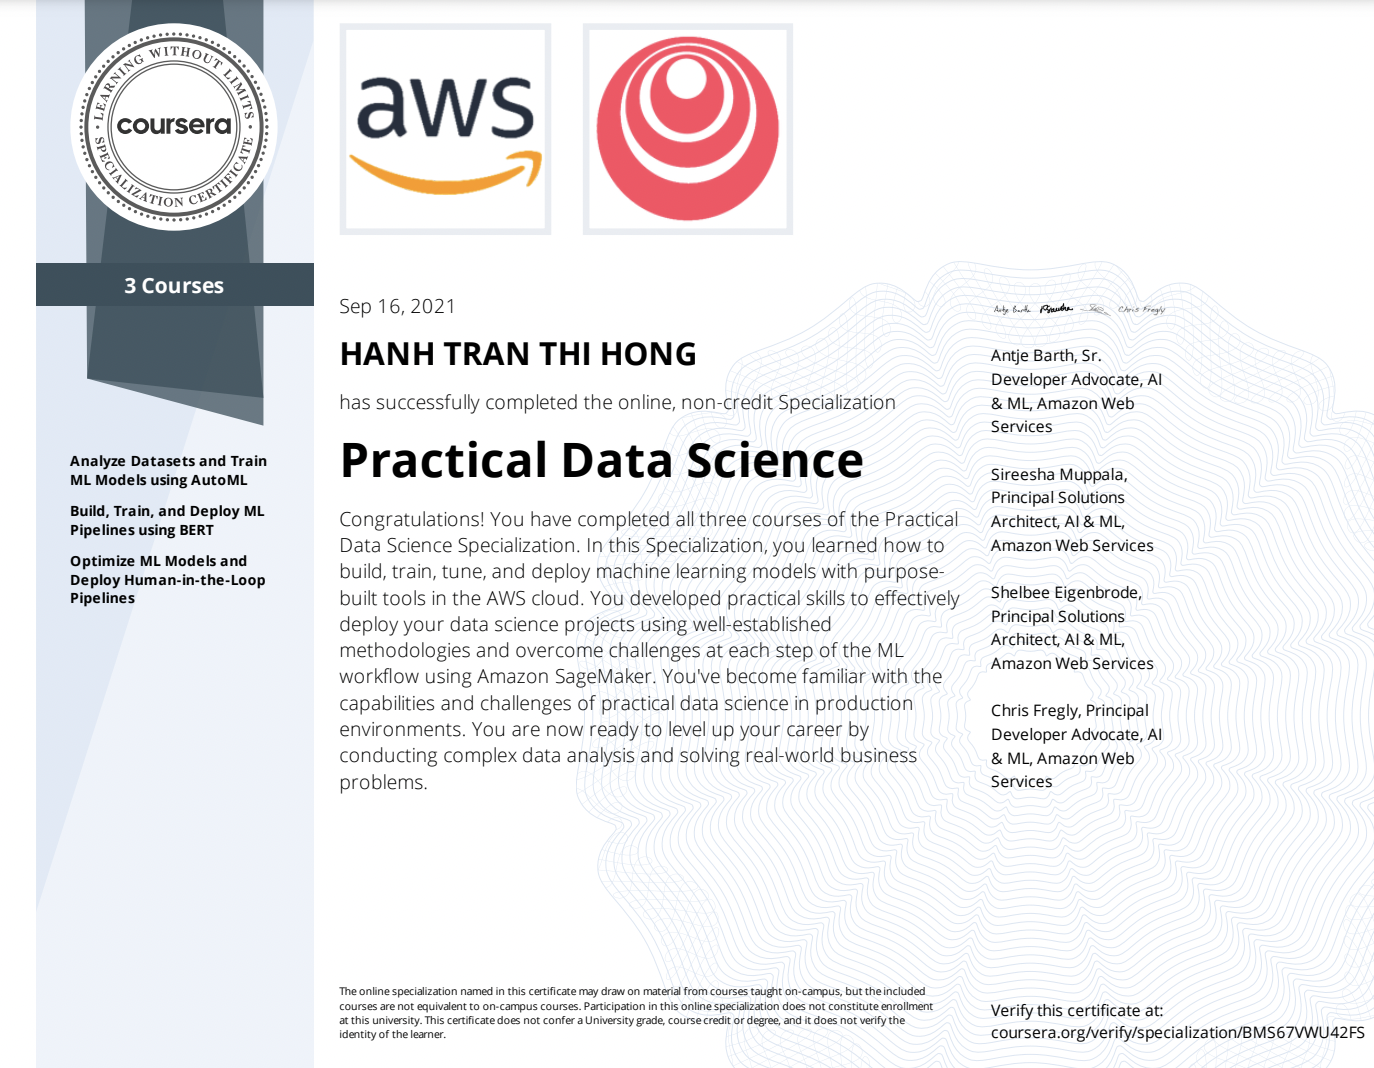 LEARNING WITHOUT LIMITS
coursera
SPECIALIZATION CERTIFICATE
3 Courses
Analyze Datasets and Train
ML Models using AutoML
Build, Train, and Deploy ML
Pipelines using BERT
Optimize ML Models and
Deploy Human-in-the-Loop
Pipelines
aws
Sep 16, 2021
HANH TRAN THI HONG
has successfully completed the online, non-credit Specialization
Practical Data Science
Congratulations! You have completed all three courses of the Practical
Data Science Specialization. In this Specialization, you learned how to
build, train, tune, and deploy machine learning models with purpose-
built tools in the AWS cloud. You developed practical skills to effectively
deploy your data science projects using well-established
methodologies and overcome challenges at each step of the ML
workflow using Amazon SageMaker. You've become familiar with the
capabilities and challenges of practical data science in production
environments. You are now ready to level up your career by
conducting complex data analysis and solving real-world business
problems.
Antje Barth Chris Fregly
Antje Barth, Sr.
Developer Advocate, AI
& ML, Amazon Web
Services
Sireesha Muppala,
Principal Solutions
Architect, AI & ML,
Amazon Web Services
Shelbee Eigenbrode,
Principal Solutions
Architect, AI & ML,
Amazon Web Services
Chris Fregly, Principal
Developer Advocate, AI
& ML, Amazon Web
Services
The online specialization named in this certificate may draw on material from courses taught on-campus, but the included
courses are not equivalent to on-campus courses. Participation in this online specialization does not constitute enrollment
at this university. This certificate does not confer a University grade, course credit or degree, and it does not verify the
identity of the learner.
Verify this certificate at:
coursera.org/verify/specialization/BMS67VWU42FS